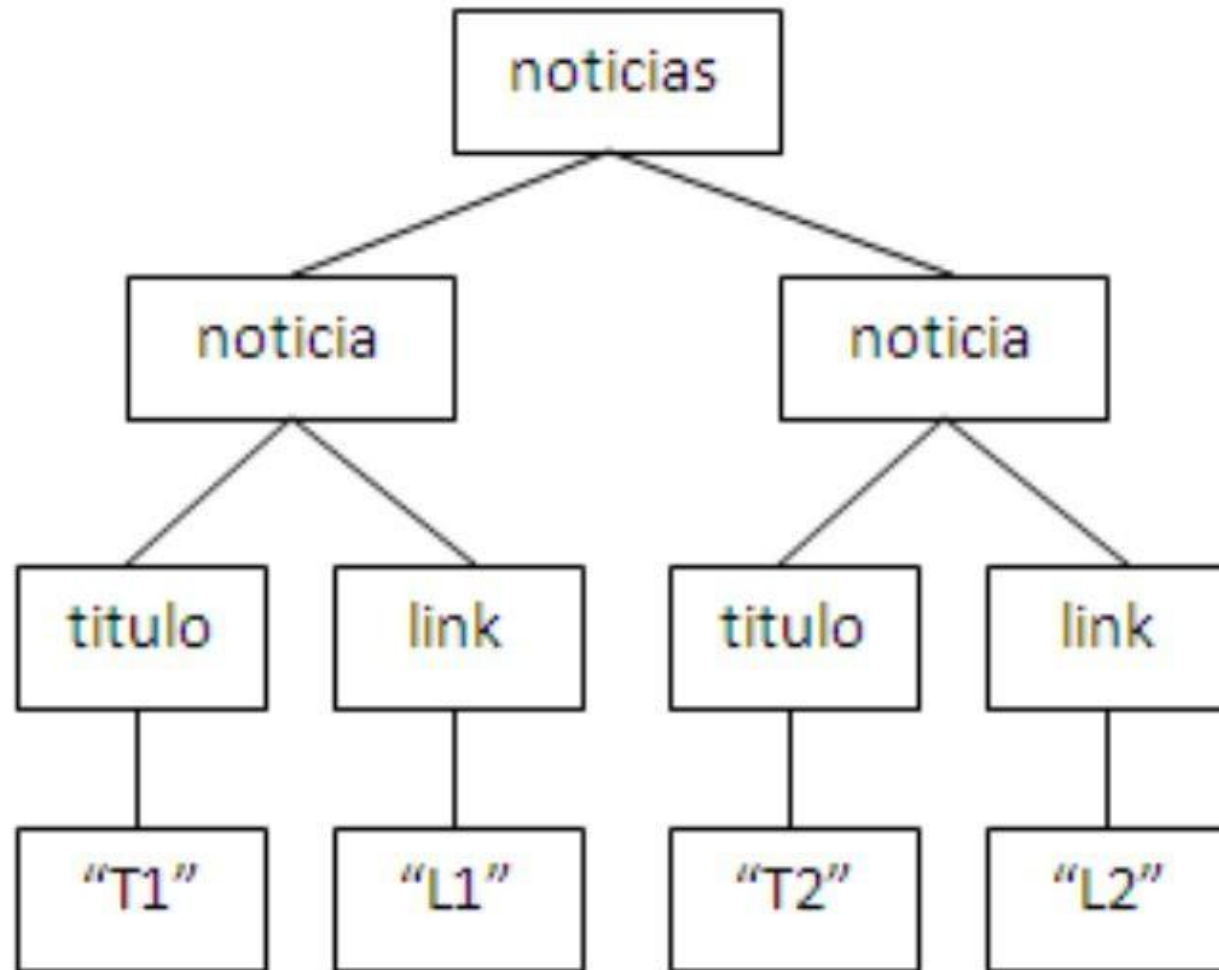 noticias
noticia noticia
titulo link titulo link
“T1” “L1” “T2” “L2”